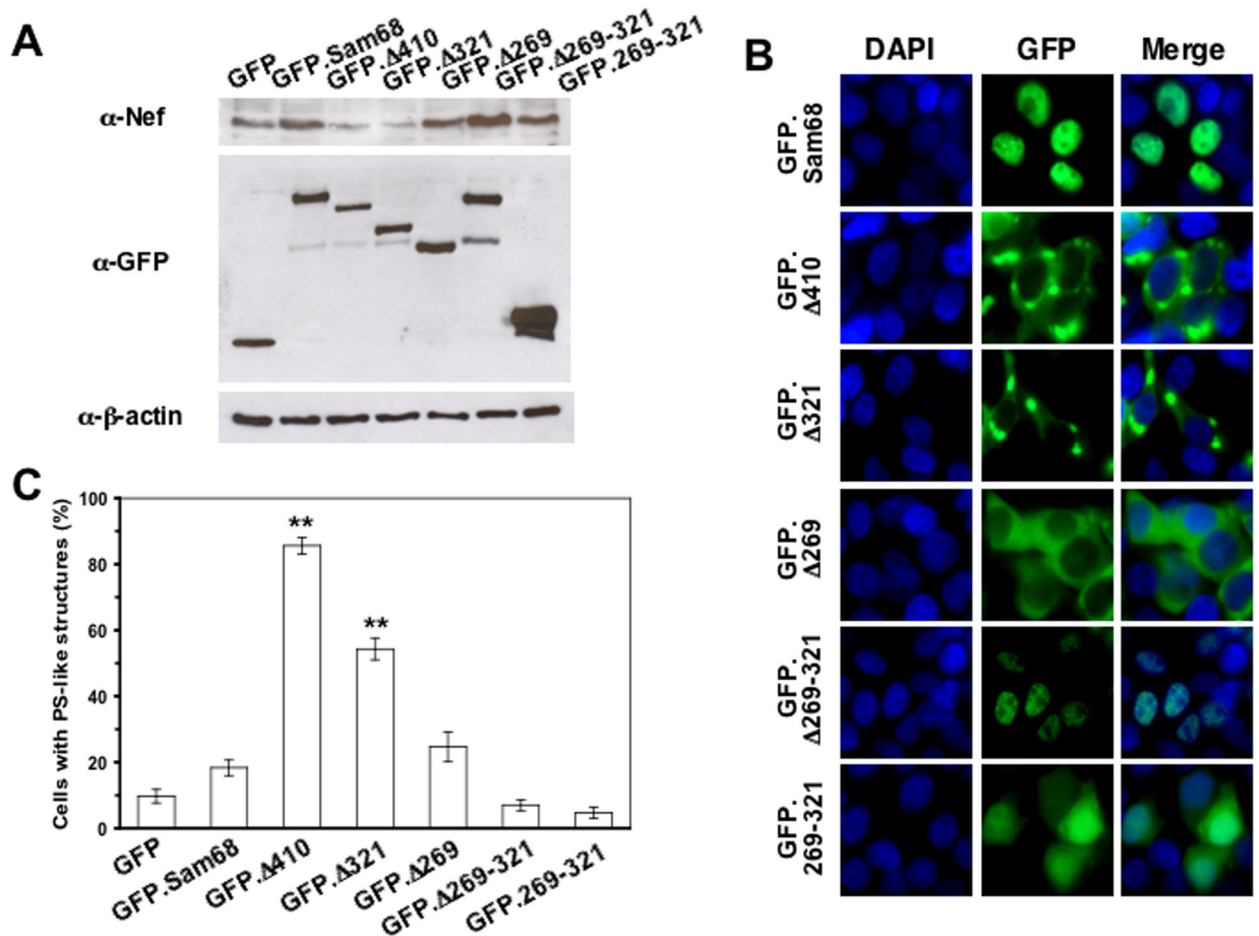 A
GFP
GFP.Sam68
GFP.Δ410
GFP.Δ321
GFP.Δ269
GFP.Δ269-321
GFP.269-321
α-Nef
α-GFP
α-β-actin
B
DAPI GFP Merge
GFP.
Sam68
GFP.
Δ410
GFP.
Δ321
GFP.
Δ269
GFP.
Δ269-321
GFP.
269-321
C
Cells with PS-like structures (%)
100
80
60
40
20
0
**
**
GFP
GFP.Sam68
GFP.Δ410
GFP.Δ321
GFP.Δ269
GFP.Δ269-321
GFP.269-321